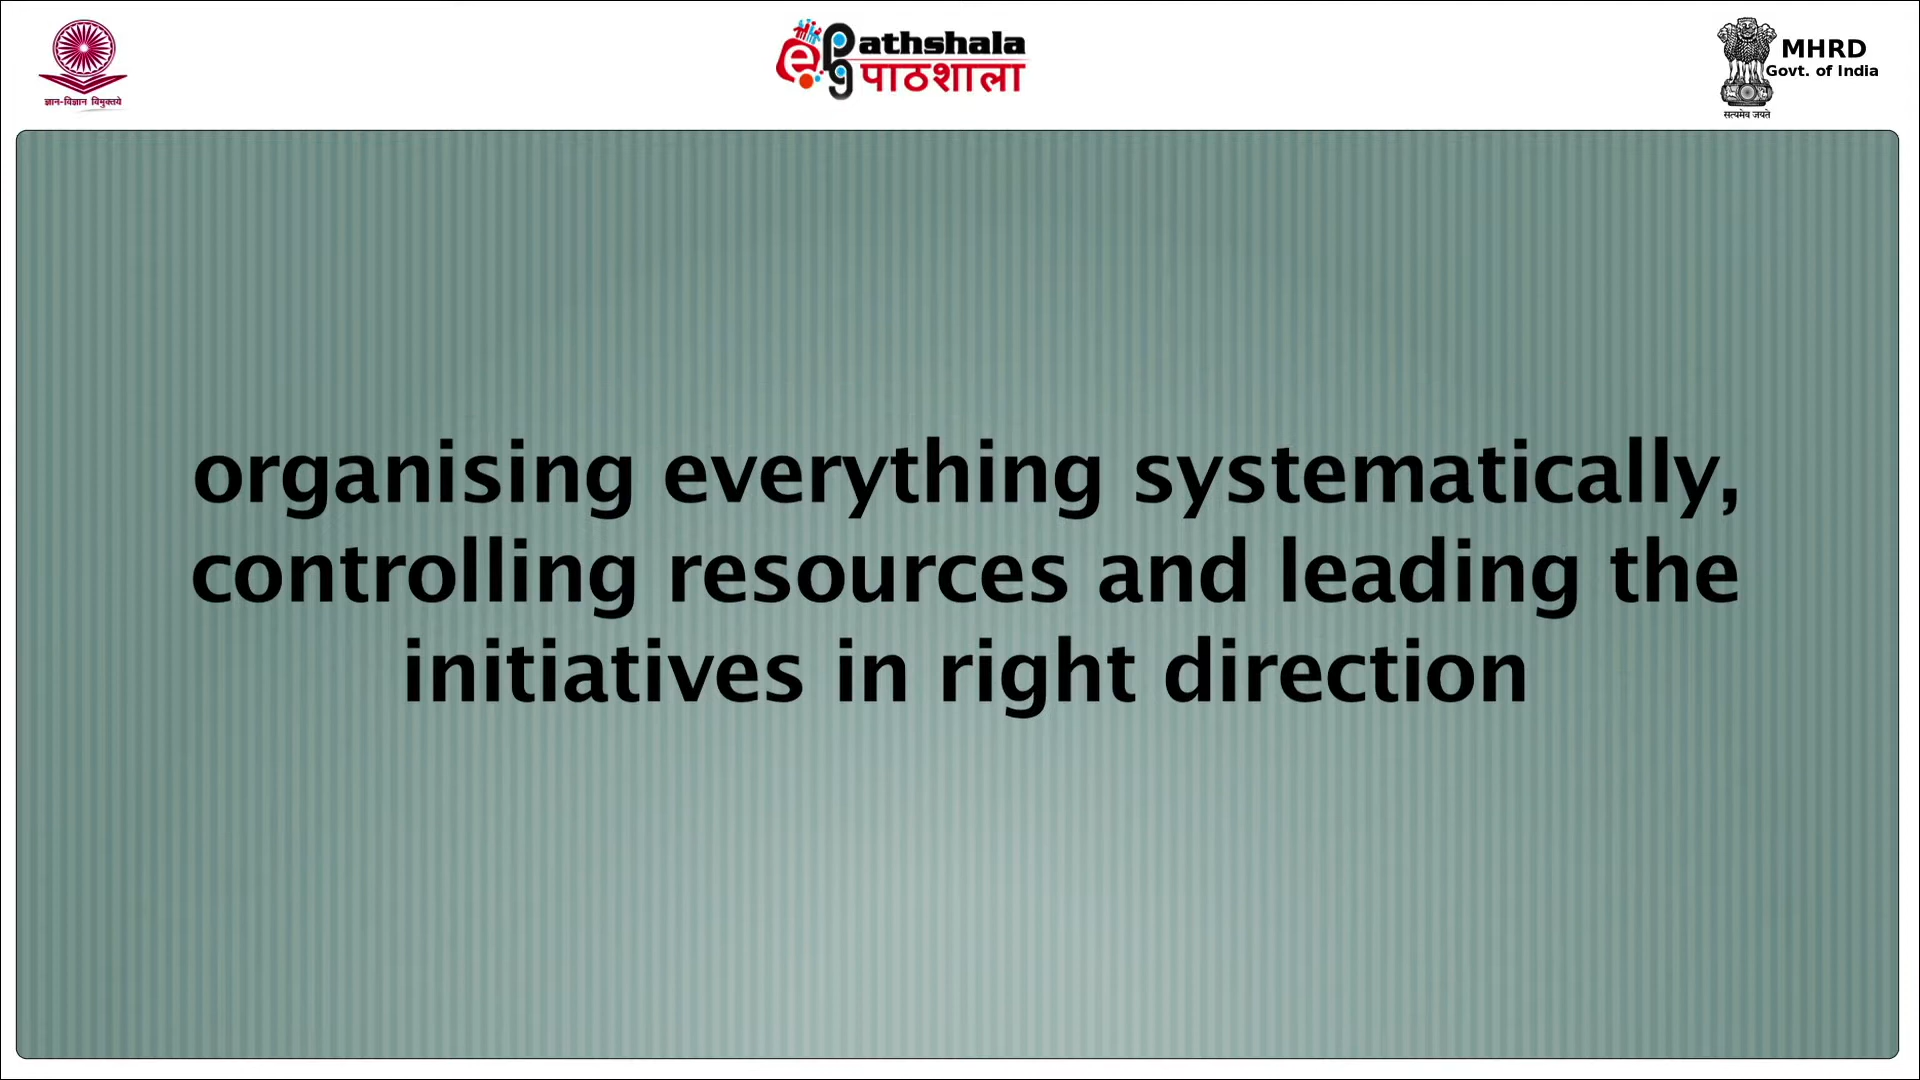 ज्ञान-विज्ञान विमुक्तये
ePathshala
पाठशाला
MHRD
Govt. of India
सत्यमेव जयते
organising everything systematically,
controlling resources and leading the
initiatives in right direction